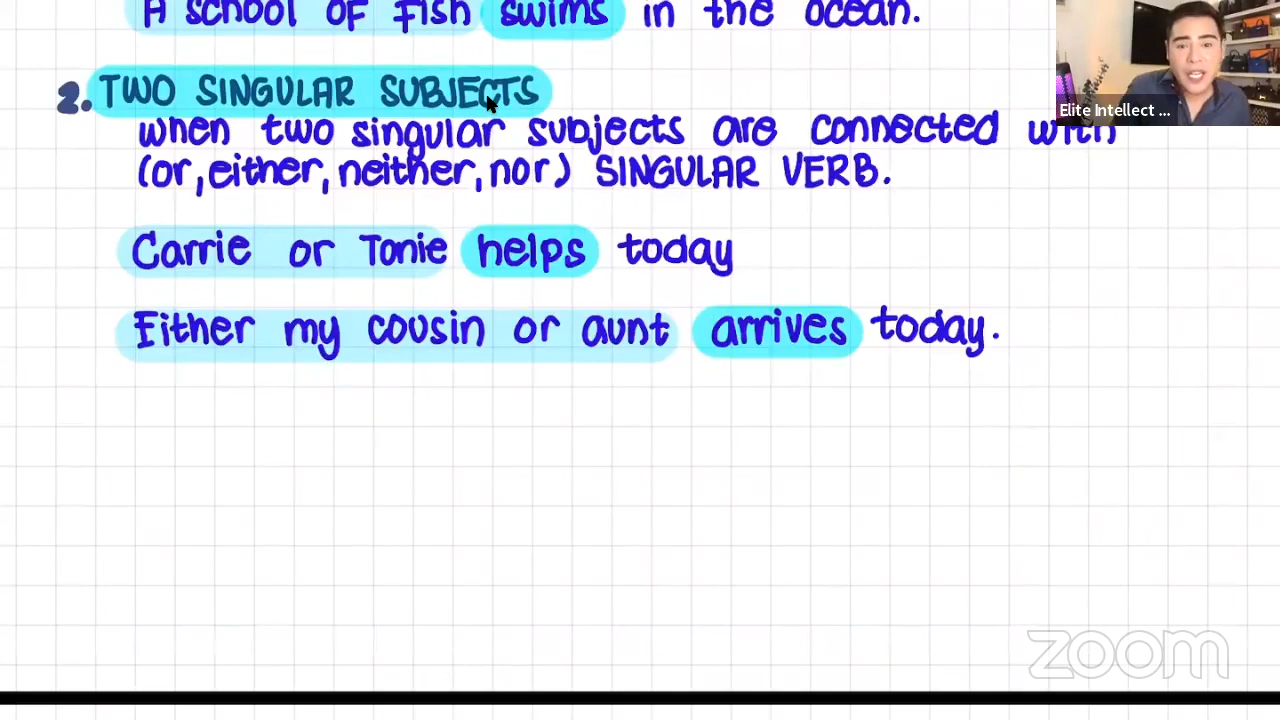 A school of fish swims in the ocean.
Elite Intellect ...
2. TWO SINGULAR SUBJECTS
when two singular subjects are connected with
(or, either, neither, nor) SINGULAR VERB.
Carrie or Tonie helps today
Either my cousin or aunt arrives today.
zoom